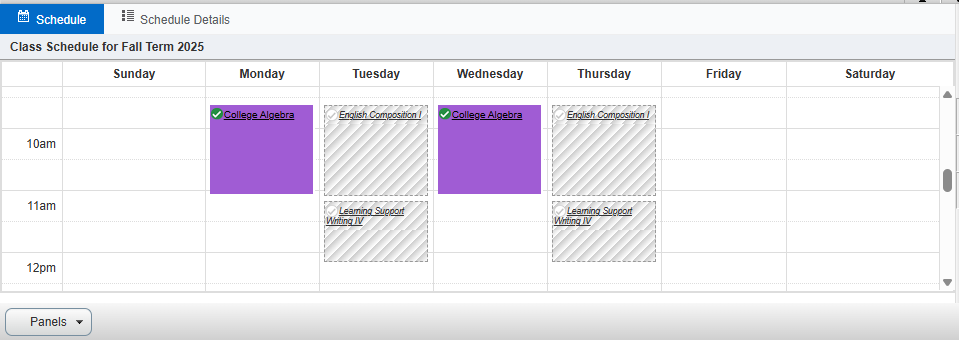 Schedule
Schedule Details
Class Schedule for Fall Term 2025
Sunday
Monday
Tuesday
Wednesday
Thursday
Friday
Saturday
College Algebra
English Composition I
College Algebra
English Composition I
10am
11am
Learning Support
Writing IV
Learning Support
Writing IV
12pm
Panels